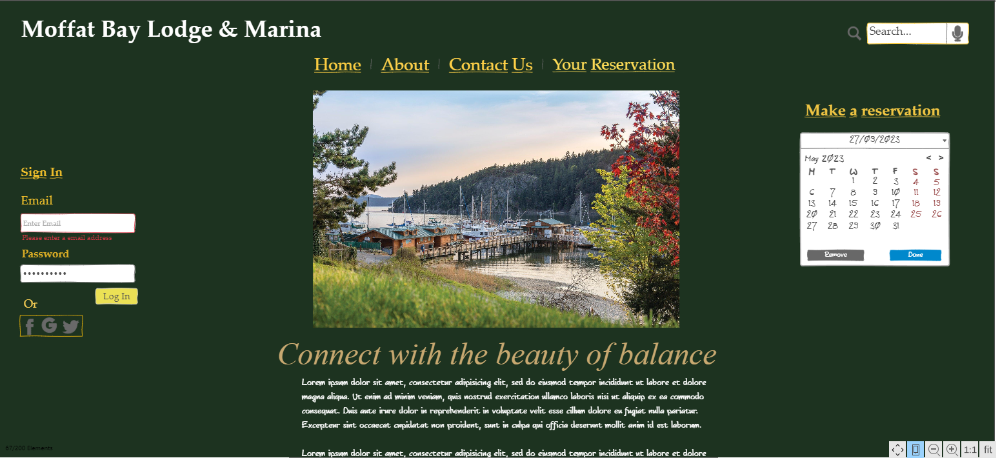 Moffat Bay Lodge & Marina
Search...
Home | About | Contact Us | Your Reservation
Make a reservation
27/09/2023
May 2023 < >
M T W T F S S
1 2 3 4 5
6 7 8 9 10 11 12
13 14 15 16 17 18 19
20 21 22 23 24 25 26
27 28 29 30 31
Remove Done
Sign In
Email
Enter Email
Please enter a email address
Password
••••••••••
Log In
Or
Connect with the beauty of balance
Lorem ipsum dolor sit amet, consectetur adipisicing elit, sed do eiusmod tempor incididunt ut labore et dolore
magna aliqua. Ut enim ad minim veniam, quis nostrud exercitation ullamco laboris nisi ut aliquip ex ea commodo
consequat. Duis aute irure dolor in reprehenderit in voluptate velit esse cillum dolore eu fugiat nulla pariatur.
Excepteur sint occaecat cupidatat non proident, sunt in culpa qui officia deserunt mollit anim id est laborum.
Lorem ipsum dolor sit amet, consectetur adipisicing elit, sed do eiusmod tempor incididunt ut labore et dolore
67/200 Elements
1:1 fit